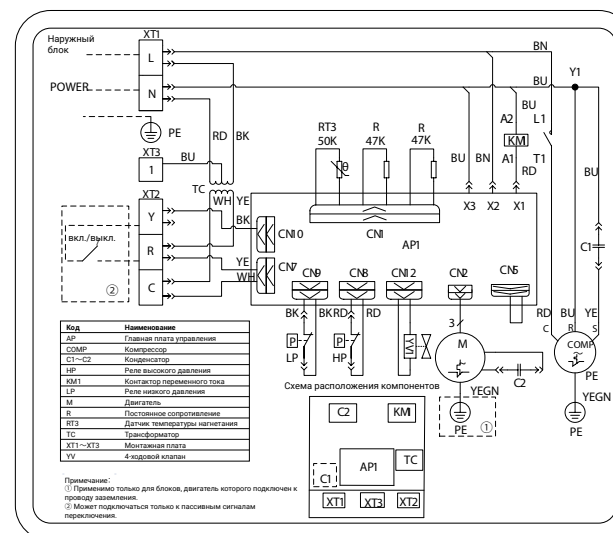 Наружный
блок
XT1
L
N
POWER
PE
XT3
1
BU
RD
BK
TC
WH
YE
XT2
Y
R
C
вкл./выкл.
②
BK
YE
WH
CN10
CN7
RT3
50K
θ
R
47K
R
47K
CN1
AP1
BU
BN
RD
X3
X2
X1
A2
KM1
A1
BU
BN
BU
L1
T1
Y1
BU
C1
CN9
CN8
CN12
CN2
CN5
BK
BK
RD
RD
P
LP
P
HP
YV1
3
M
C2
YEGN
PE
①
RD
BU
YE
C
R
S
COMP
PE
YEGN
PE
Код Наименование
AP Главная плата управления
COMP Компрессор
C1~C2 Конденсатор
HP Реле высокого давления
KM1 Контактор переменного тока
LP Реле низкого давления
M Двигатель
R Постоянное сопротивление
RT3 Датчик температуры нагнетания
TC Трансформатор
XT1~XT3 Монтажная плата
YV 4-ходовой клапан
Схема расположения компонентов
C2
KM1
AP1
TC
C1
XT1
XT3
XT2
Примечание:
① Применимо только для блоков, двигатель которого подключен к
проводу заземления.
② Может подключаться только к пассивным сигналам
переключения.